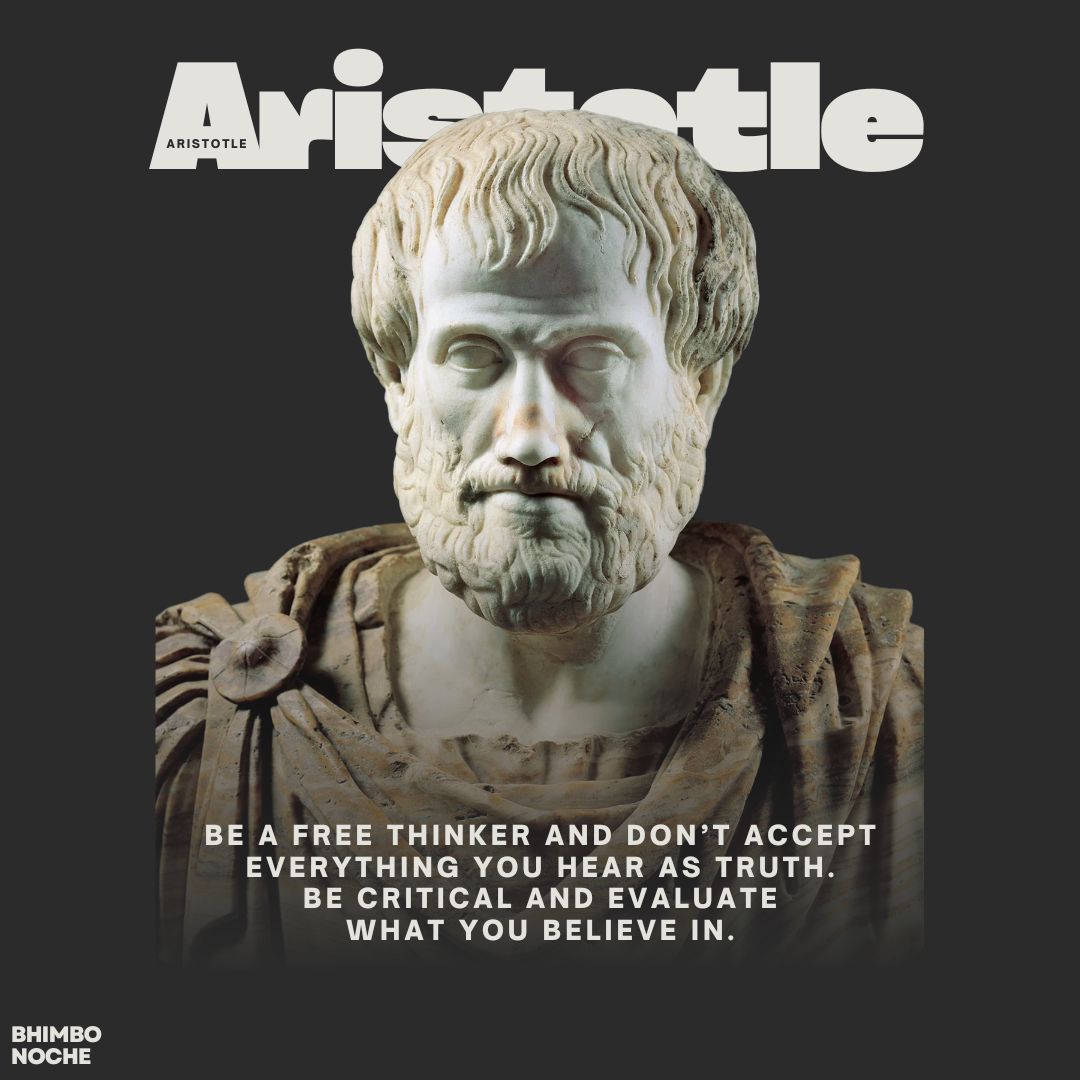 Aristotle
ARISTOTLE
BE A FREE THINKER AND DON’T ACCEPT
EVERYTHING YOU HEAR AS TRUTH.
BE CRITICAL AND EVALUATE
WHAT YOU BELIEVE IN.
BHIMBO
NOCHE